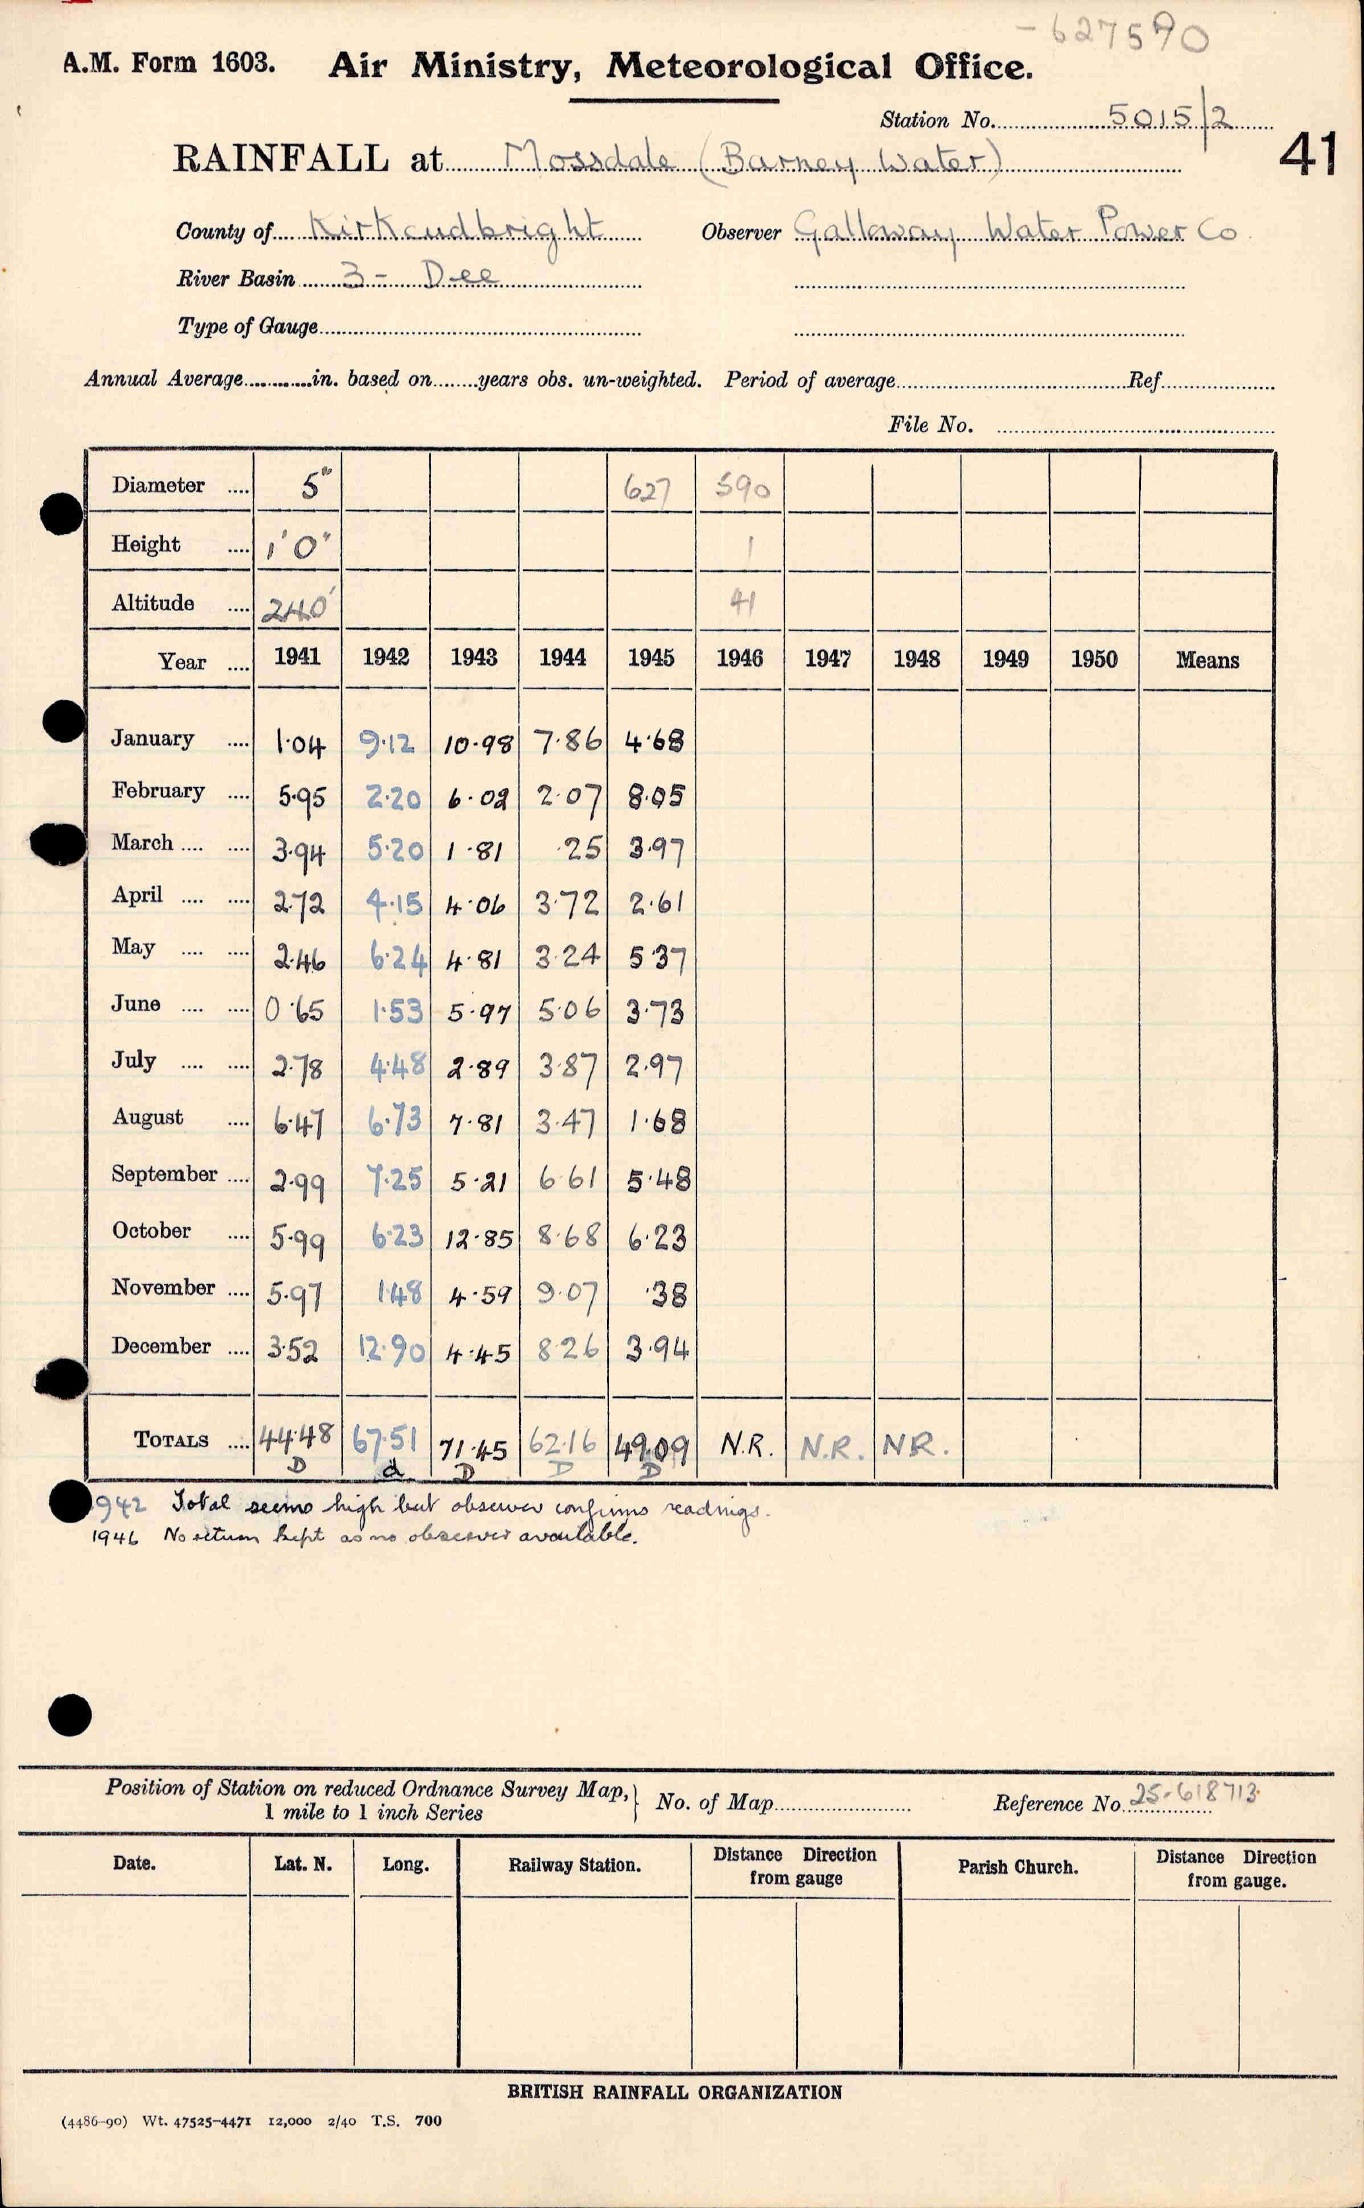 -627590
A.M. Form 1603. Air Ministry, Meteorological Office.
Station No. 5015/2
41
RAINFALL at Mossdale (Barney Water)
County of Kirkcudbright Observer Galloway Water Power Co.
River Basin 3 - Dee
Type of Gauge
Annual Average in. based on years obs. un-weighted. Period of average Ref.
File No.
Diameter 5" 627 590
Height 1'0" 1
Altitude 240' 41
Year 1941 1942 1943 1944 1945 1946 1947 1948 1949 1950 Means
January 1.04 9.12 10.98 7.86 4.68
February 5.95 2.20 6.02 2.07 8.05
March 3.94 5.20 1.81 .25 3.97
April 2.72 4.15 4.06 3.72 2.61
May 2.46 6.24 4.81 3.24 5.37
June 0.65 1.53 5.97 5.06 3.73
July 2.78 4.48 2.89 3.87 2.97
August 6.47 6.73 7.81 3.47 1.68
September 2.99 7.25 5.21 6.61 5.48
October 5.99 6.23 12.85 8.68 6.23
November 5.97 1.48 4.59 9.07 .38
December 3.52 12.90 4.45 8.26 3.94
TOTALS 44.48 67.51 71.45 62.16 49.09 N.R. N.R. N.R.
D d D D D
942 Total seems high but observer confirms readings.
1946 No return kept as no observer available.
Position of Station on reduced Ordnance Survey Map, 1 mile to 1 inch Series No. of Map Reference No. 25-618713
Date. Lat. N. Long. Railway Station. Distance from gauge Direction Parish Church. Distance from gauge. Direction
BRITISH RAINFALL ORGANIZATION
(4486-90) Wt. 47525-4471 12,000 2/40 T.S. 700